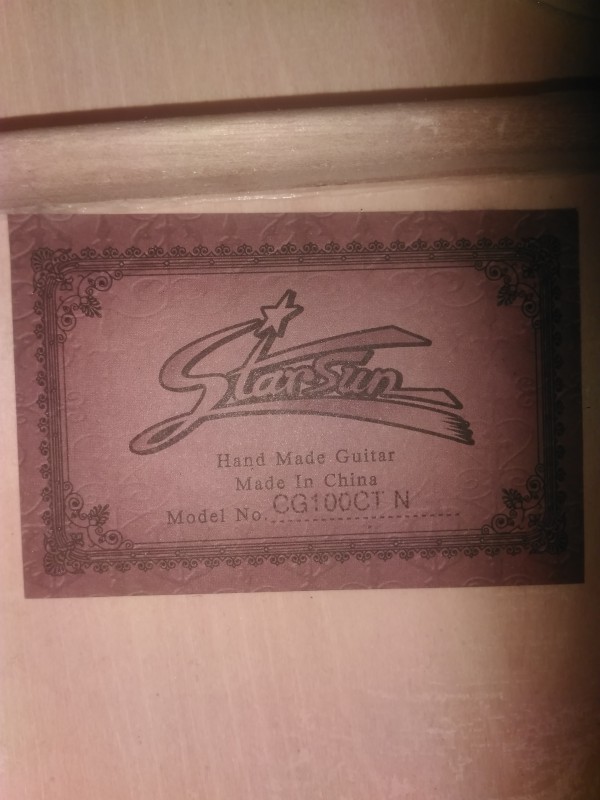 StarSun
Hand Made Guitar
Made In China
Model No. CG100CT N